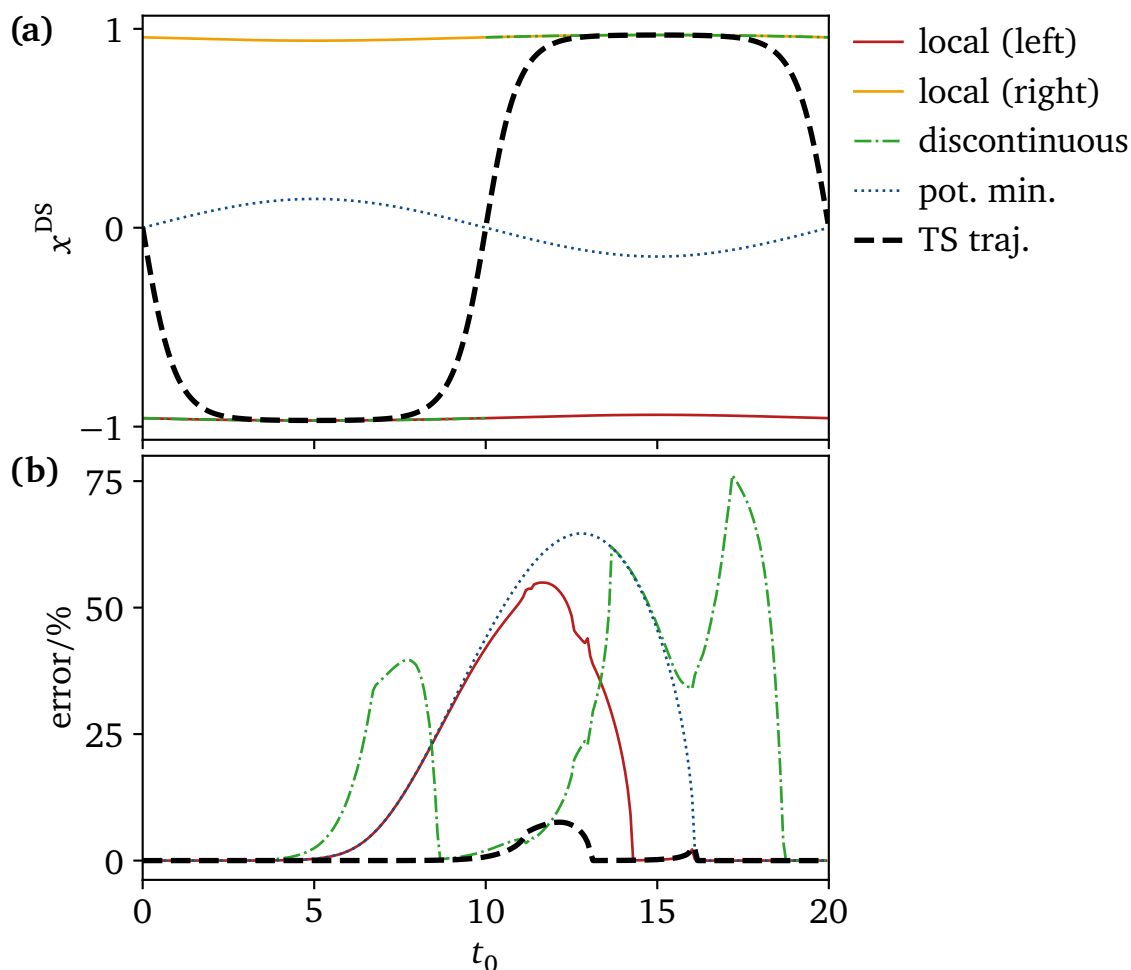 (a)
1
0
−1
x^DS
local (left)
local (right)
discontinuous
pot. min.
TS traj.
(b)
75
50
25
0
error/%
0 5 10 15 20
t₀